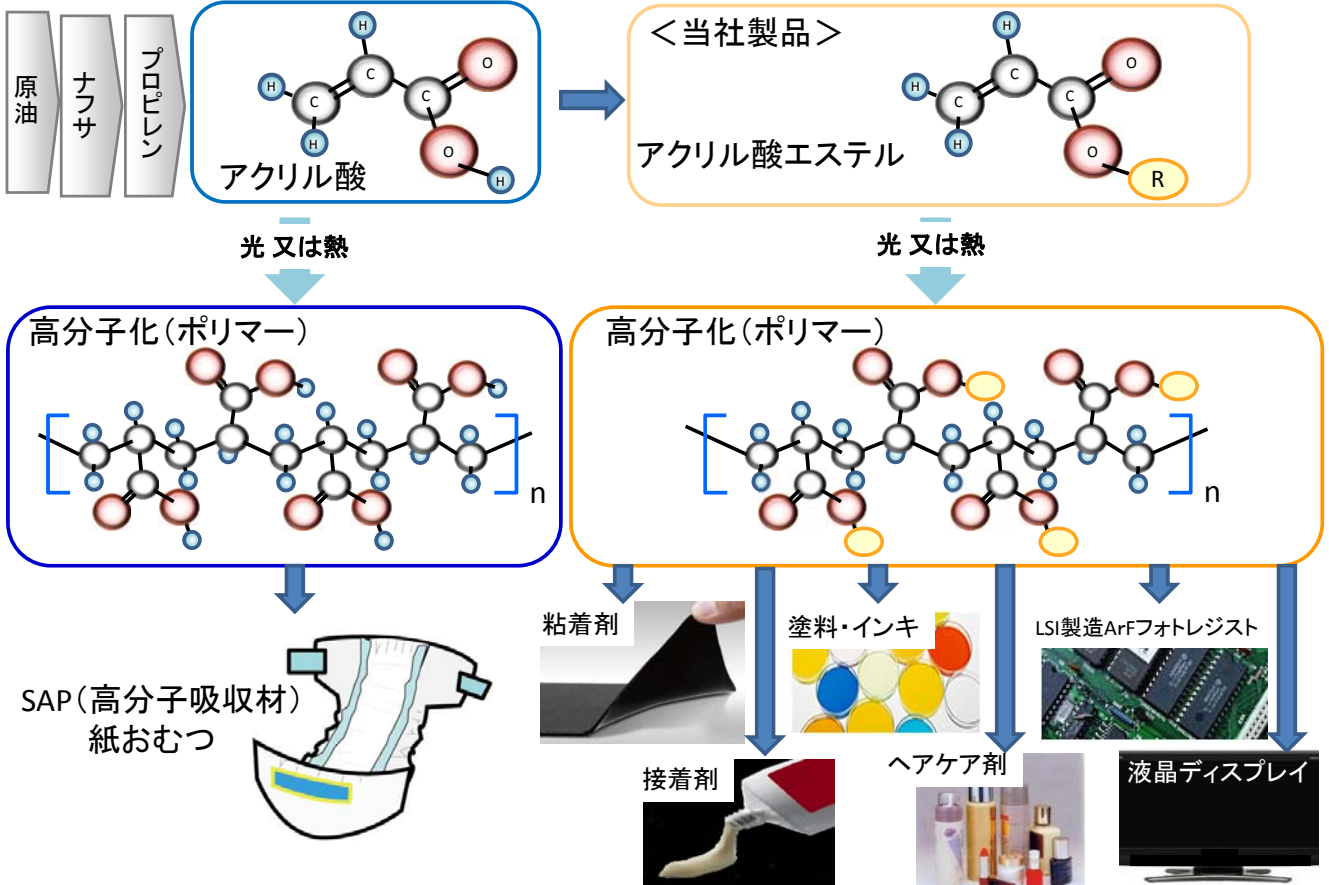 原油
ナフサ
プロピレン
H
H
C
C
C
O
H
O
H
アクリル酸
<当社製品>
H
H
C
C
C
O
H
O
R
アクリル酸エステル
光 又は熱
光 又は熱
高分子化(ポリマー)
n
高分子化(ポリマー)
n
SAP(高分子吸収材)
紙おむつ
粘着剤
塗料・インキ
LSI製造ArFフォトレジスト
接着剤
ヘアケア剤
液晶ディスプレイ